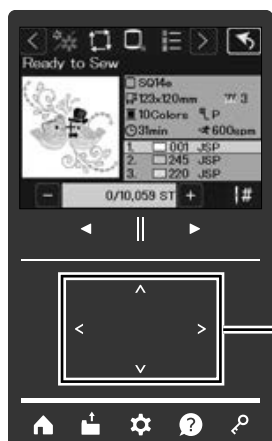 Ready to Sew
SQ14a
123x120mm 3
10Colors P
31min 600spm
1. 001 JSP
2. 245 JSP
3. 220 JSP
− 0/10,059 ST + #
?